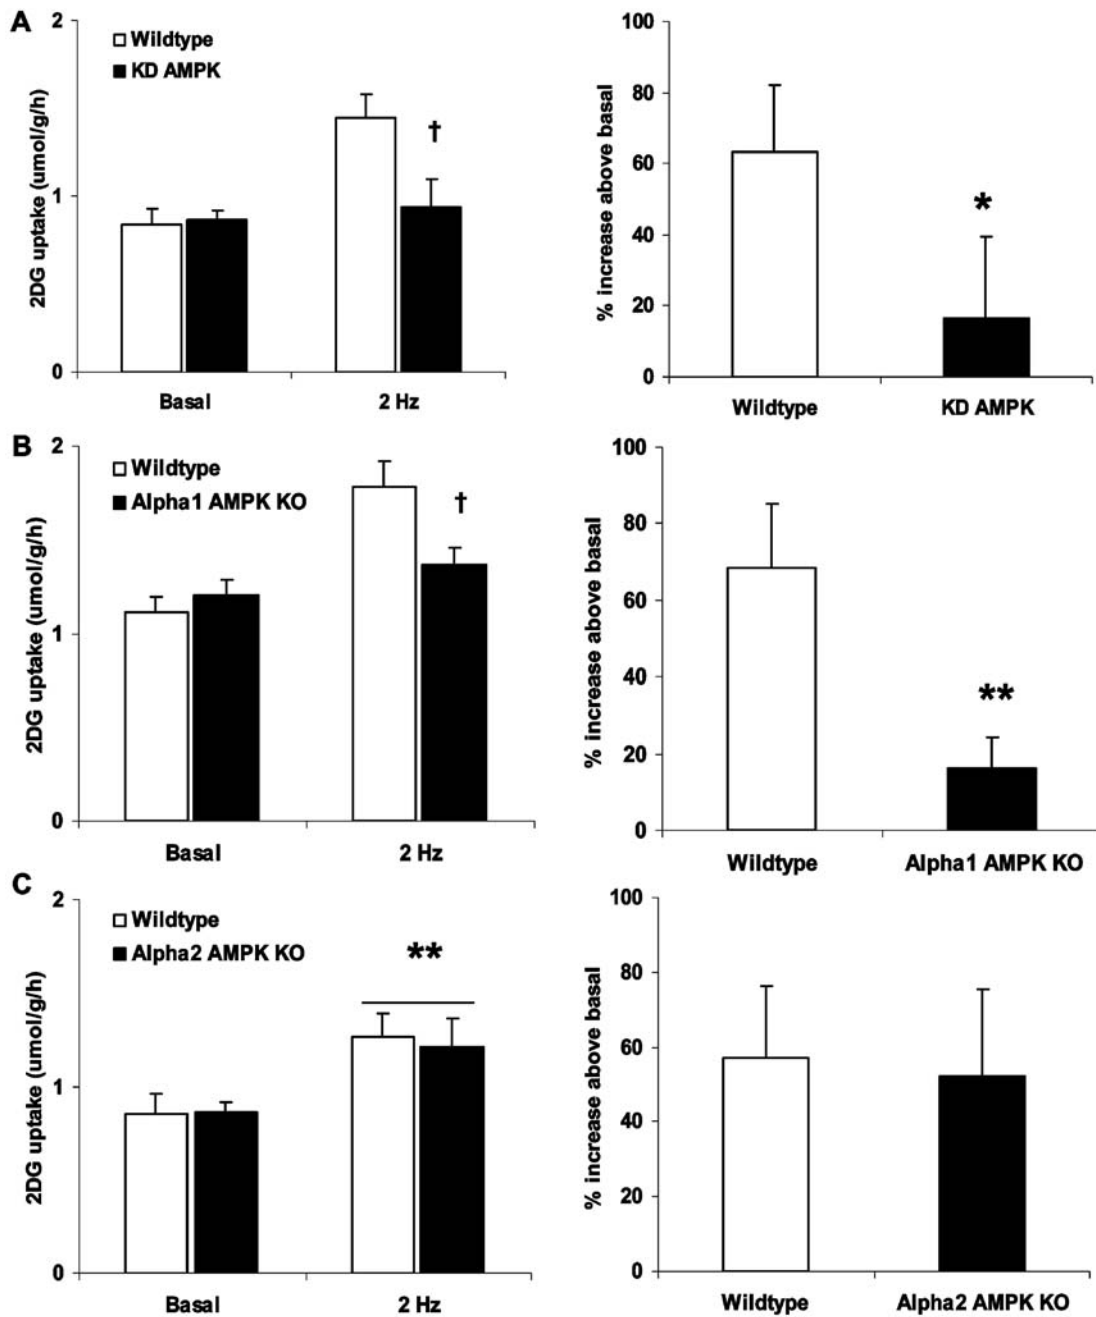 A
2
1
0
2DG uptake (umol/g/h)
Wildtype
KD AMPK
†
Basal
2 Hz
100
80
60
40
20
0
% increase above basal
*
Wildtype
KD AMPK
B
2
1
0
2DG uptake (umol/g/h)
Wildtype
Alpha1 AMPK KO
†
Basal
2 Hz
100
80
60
40
20
0
% increase above basal
**
Wildtype
Alpha1 AMPK KO
C
2
1
0
2DG uptake (umol/g/h)
Wildtype
Alpha2 AMPK KO
**
Basal
2 Hz
100
80
60
40
20
0
% increase above basal
Wildtype
Alpha2 AMPK KO